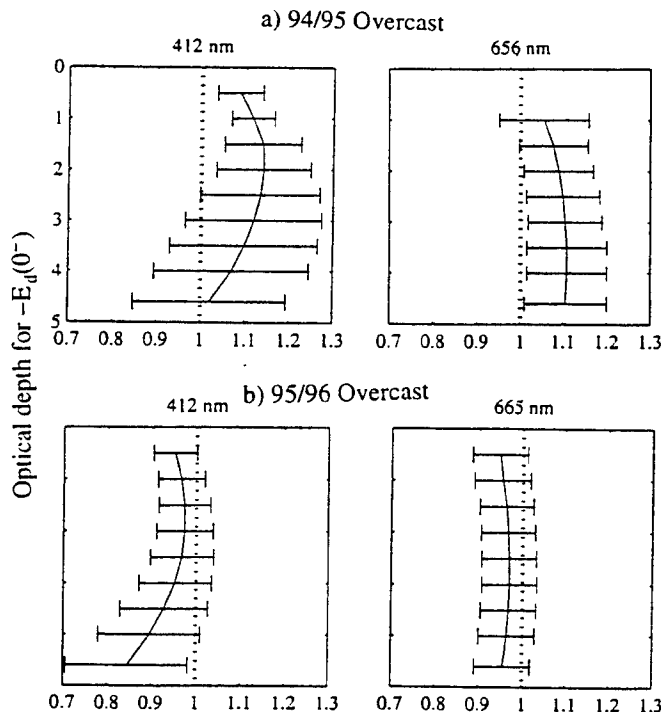 a) 94/95 Overcast
412 nm
656 nm
0
1
2
3
4
5
Optical depth for −E_d(0⁻)
0.7 0.8 0.9 1 1.1 1.2 1.3
0.7 0.8 0.9 1 1.1 1.2 1.3
b) 95/96 Overcast
412 nm
665 nm
0.7 0.8 0.9 1 1.1 1.2 1.3
0.7 0.8 0.9 1 1.1 1.2 1.3